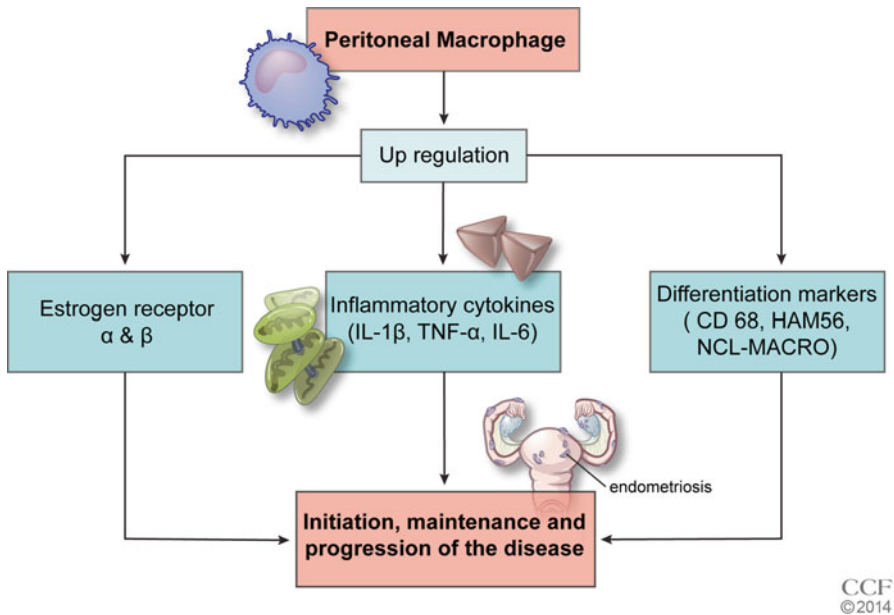 Peritoneal Macrophage
Up regulation
Estrogen receptor
α & β
Inflammatory cytokines
(IL-1β, TNF-α, IL-6)
Differentiation markers
( CD 68, HAM56,
NCL-MACRO)
endometriosis
Initiation, maintenance and
progression of the disease
CCF
©2014